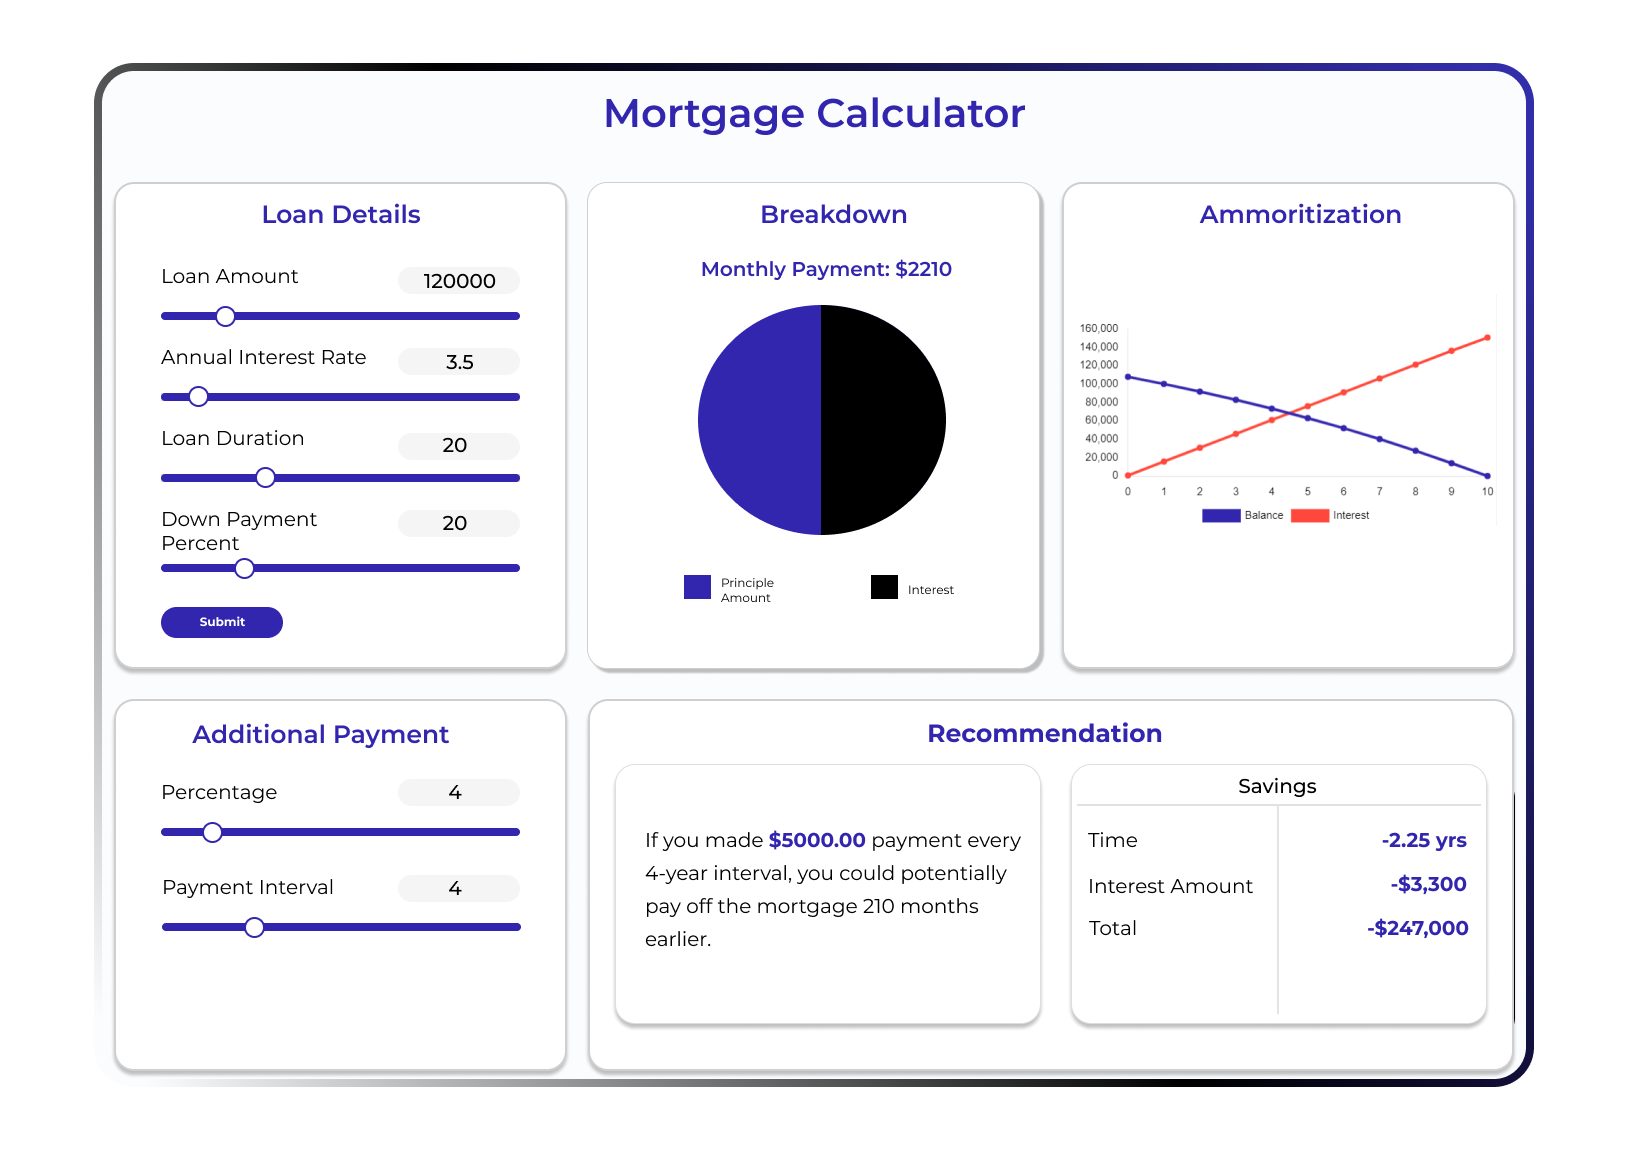 Mortgage Calculator
Loan Details
Loan Amount
120000
Annual Interest Rate
3.5
Loan Duration
20
Down Payment
Percent
20
Submit
Breakdown
Monthly Payment: $2210
Principle
Amount
Interest
Ammoritization
160,000
140,000
120,000
100,000
80,000
60,000
40,000
20,000
0
0 1 2 3 4 5 6 7 8 9 10
Balance Interest
Additional Payment
Percentage
4
Payment Interval
4
Recommendation
If you made $5000.00 payment every
4-year interval, you could potentially
pay off the mortgage 210 months
earlier.
Savings
Time -2.25 yrs
Interest Amount -$3,300
Total -$247,000